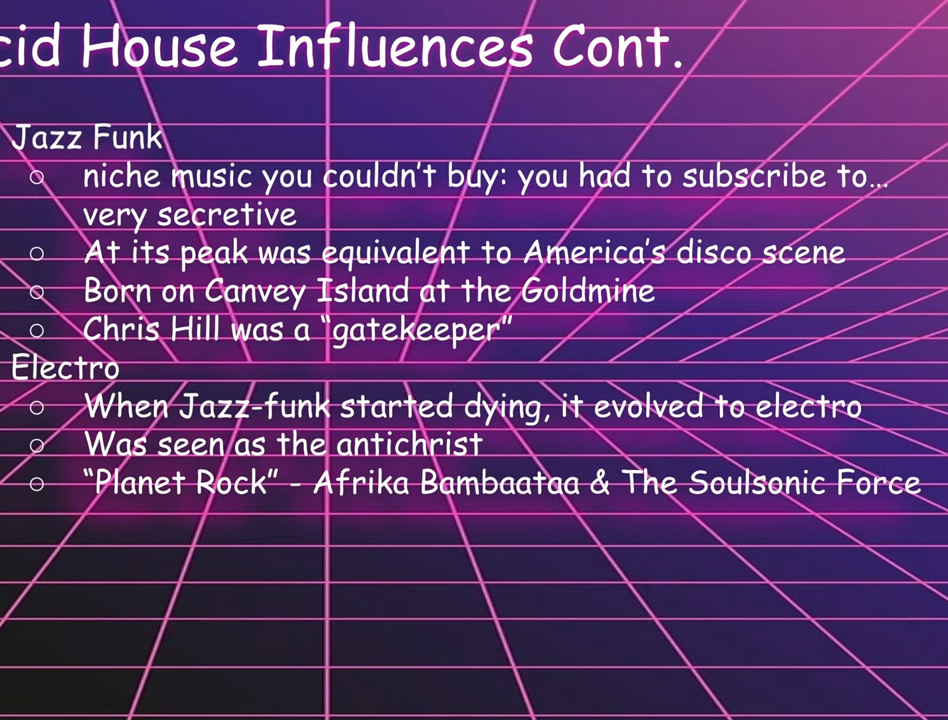 cid House Influences Cont.
Jazz Funk
○ niche music you couldn't buy: you had to subscribe to...
very secretive
○ At its peak was equivalent to America's disco scene
○ Born on Canvey Island at the Goldmine
○ Chris Hill was a "gatekeeper"
Electro
○ When Jazz-funk started dying, it evolved to electro
○ Was seen as the antichrist
○ "Planet Rock" - Afrika Bambaataa & The Soulsonic Force